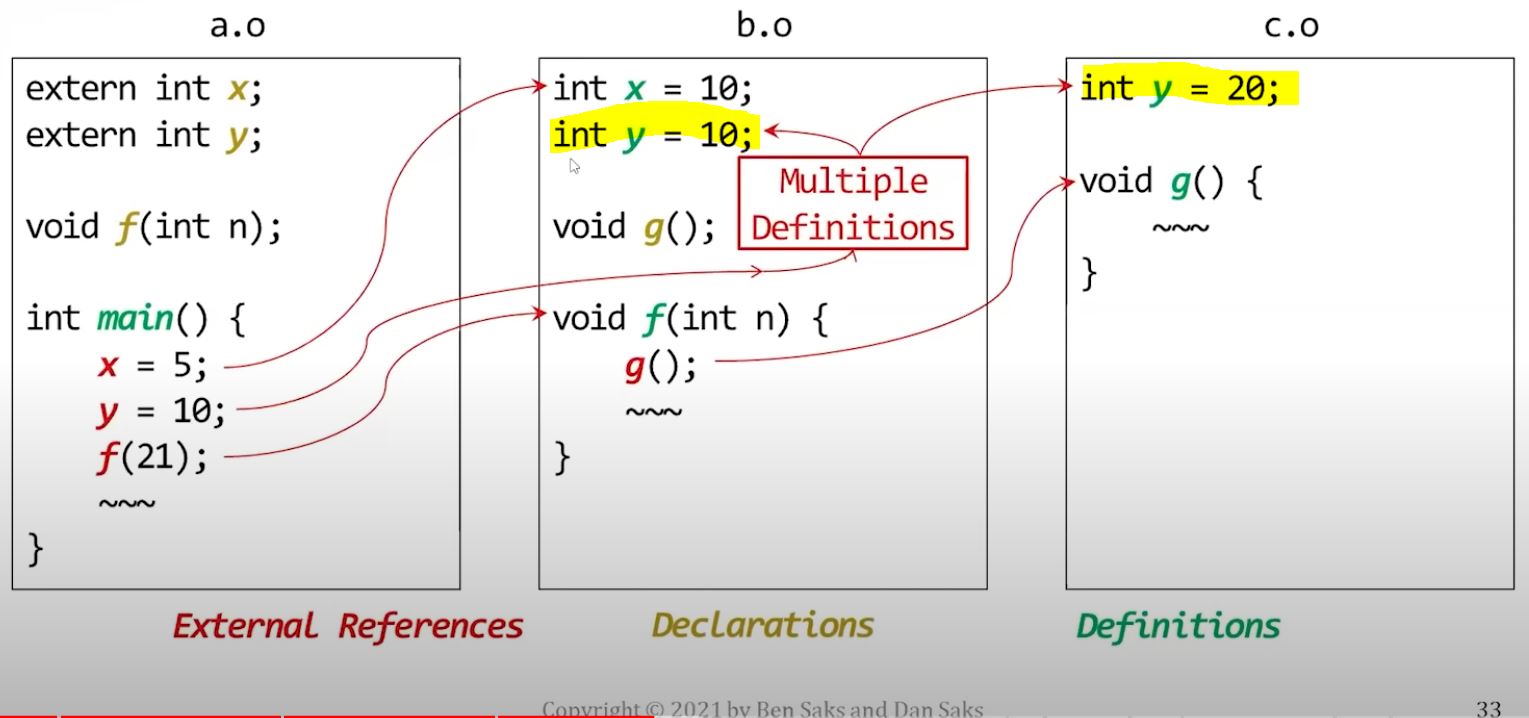 a.o
extern int x;
extern int y;
void f(int n);
int main() {
x = 5;
y = 10;
f(21);
~~~
}
b.o
int x = 10;
int y = 10;
void g();
void f(int n) {
g();
~~~
}
Multiple
Definitions
c.o
int y = 20;
void g() {
~~~
}
External References
Declarations
Definitions
Copyright © 2021 by Ben Saks and Dan Saks
33